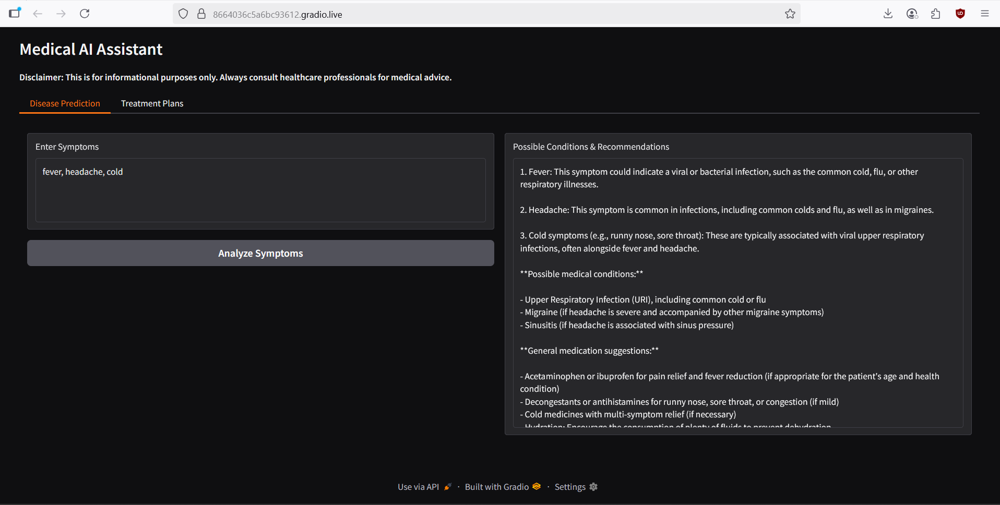 8664036c5a6bc93612.gradio.live
Medical AI Assistant
Disclaimer: This is for informational purposes only. Always consult healthcare professionals for medical advice.
Disease Prediction
Treatment Plans
Enter Symptoms
fever, headache, cold
Analyze Symptoms
Possible Conditions & Recommendations
1. Fever: This symptom could indicate a viral or bacterial infection, such as the common cold, flu, or other
respiratory illnesses.
2. Headache: This symptom is common in infections, including common colds and flu, as well as in migraines.
3. Cold symptoms (e.g., runny nose, sore throat): These are typically associated with viral upper respiratory
infections, often alongside fever and headache.
**Possible medical conditions:**
- Upper Respiratory Infection (URI), including common cold or flu
- Migraine (if headache is severe and accompanied by other migraine symptoms)
- Sinusitis (if headache is associated with sinus pressure)
**General medication suggestions:**
- Acetaminophen or ibuprofen for pain relief and fever reduction (if appropriate for the patient's age and health
condition)
- Decongestants or antihistamines for runny nose, sore throat, or congestion (if mild)
- Cold medicines with multi-symptom relief (if necessary)
- Hydration: Encourage the consumption of plenty of fluids to prevent dehydration
Use via API · Built with Gradio · Settings